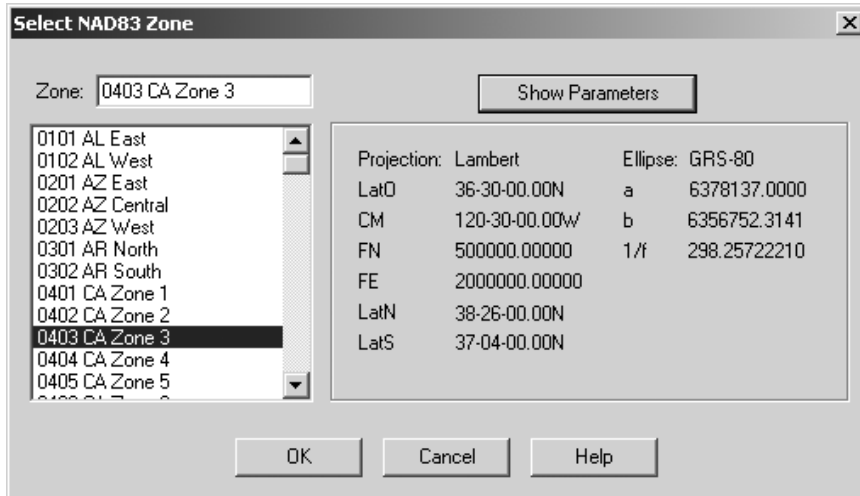 Select NAD83 Zone
Zone: 0403 CA Zone 3
Show Parameters
0101 AL East
0102 AL West
0201 AZ East
0202 AZ Central
0203 AZ West
0301 AR North
0302 AR South
0401 CA Zone 1
0402 CA Zone 2
0403 CA Zone 3
0404 CA Zone 4
0405 CA Zone 5
Projection: Lambert Ellipse: GRS-80
LatO 36-30-00.00N a 6378137.0000
CM 120-30-00.00W b 6356752.3141
FN 500000.00000 1/f 298.25722210
FE 2000000.00000
LatN 38-26-00.00N
LatS 37-04-00.00N
OK Cancel Help